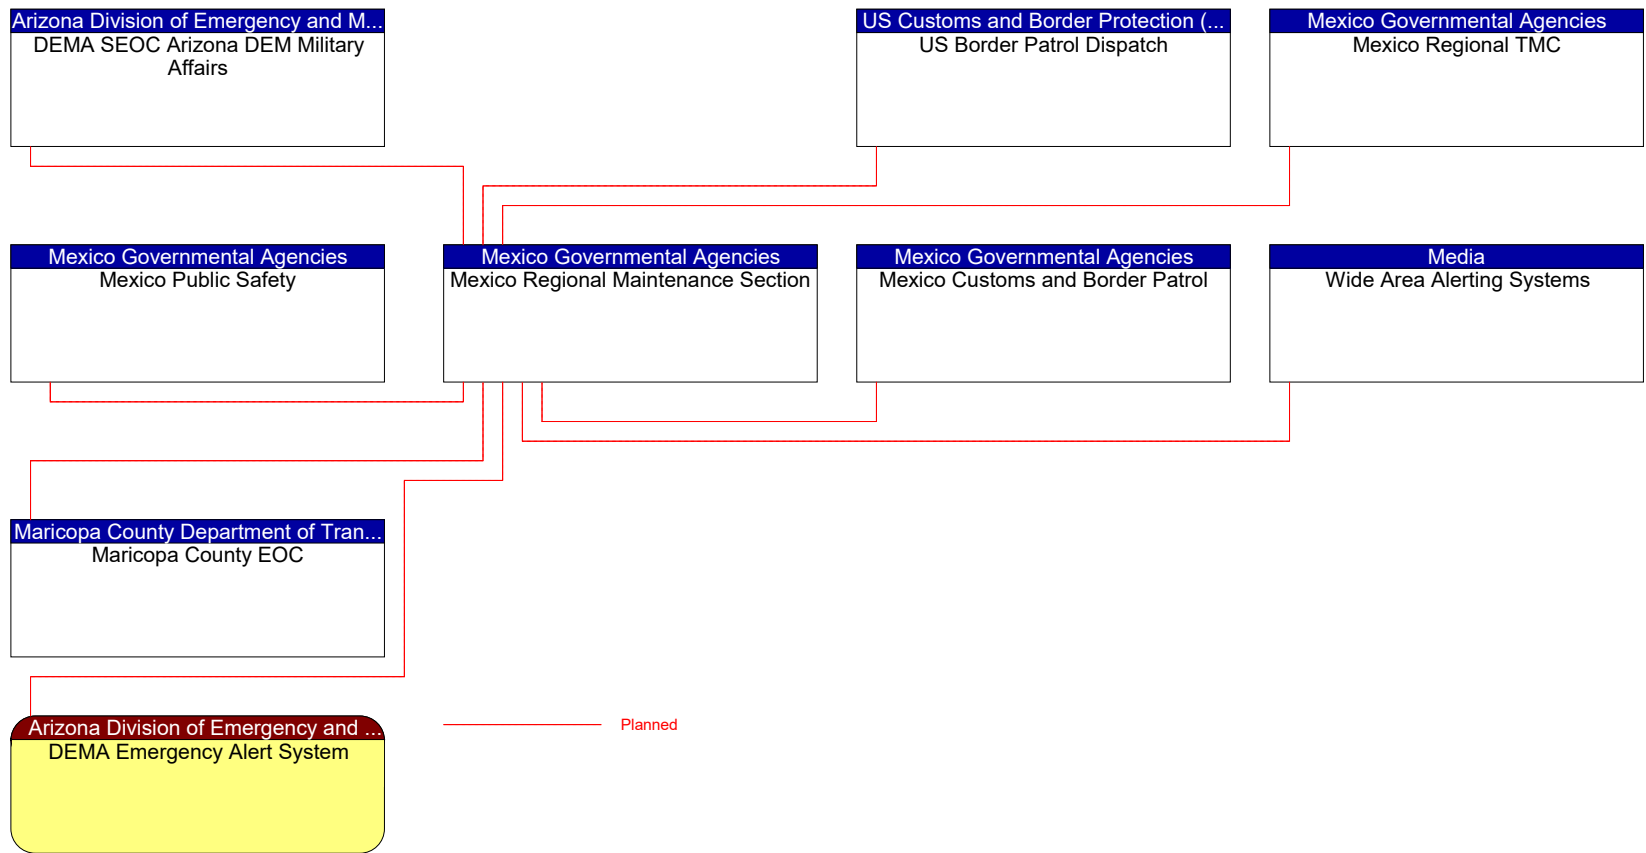 Arizona Division of Emergency and M...
DEMA SEOC Arizona DEM Military
Affairs
US Customs and Border Protection (...
US Border Patrol Dispatch
Mexico Governmental Agencies
Mexico Regional TMC
Mexico Governmental Agencies
Mexico Public Safety
Mexico Governmental Agencies
Mexico Regional Maintenance Section
Mexico Governmental Agencies
Mexico Customs and Border Patrol
Media
Wide Area Alerting Systems
Maricopa County Department of Tran...
Maricopa County EOC
Arizona Division of Emergency and ...
DEMA Emergency Alert System
Planned